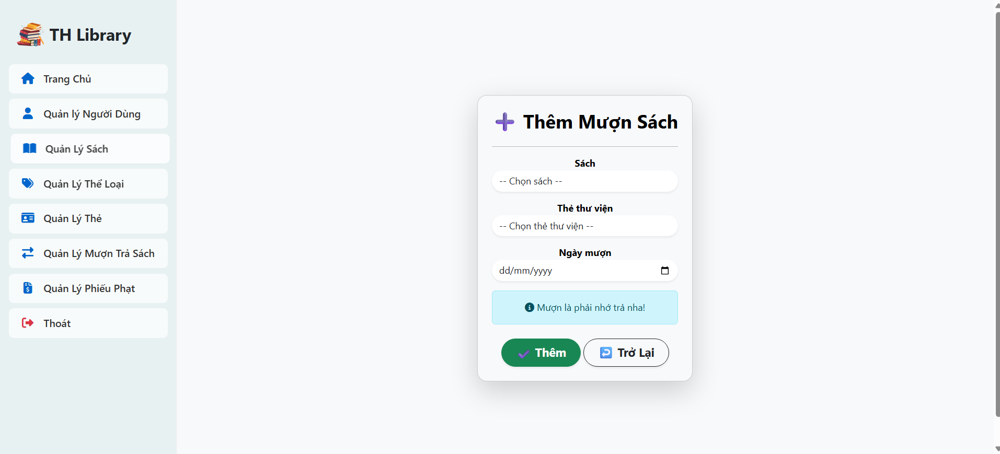 TH Library
Trang Chủ
Quản lý Người Dùng
Quản Lý Sách
Quản Lý Thể Loại
Quản Lý Thẻ
Quản Lý Mượn Trả Sách
Quản Lý Phiếu Phạt
Thoát
Thêm Mượn Sách
Sách
-- Chọn sách --
Thẻ thư viện
-- Chọn thẻ thư viện --
Ngày mượn
dd/mm/yyyy
Mượn là phải nhớ trả nha!
Thêm
Trở Lại